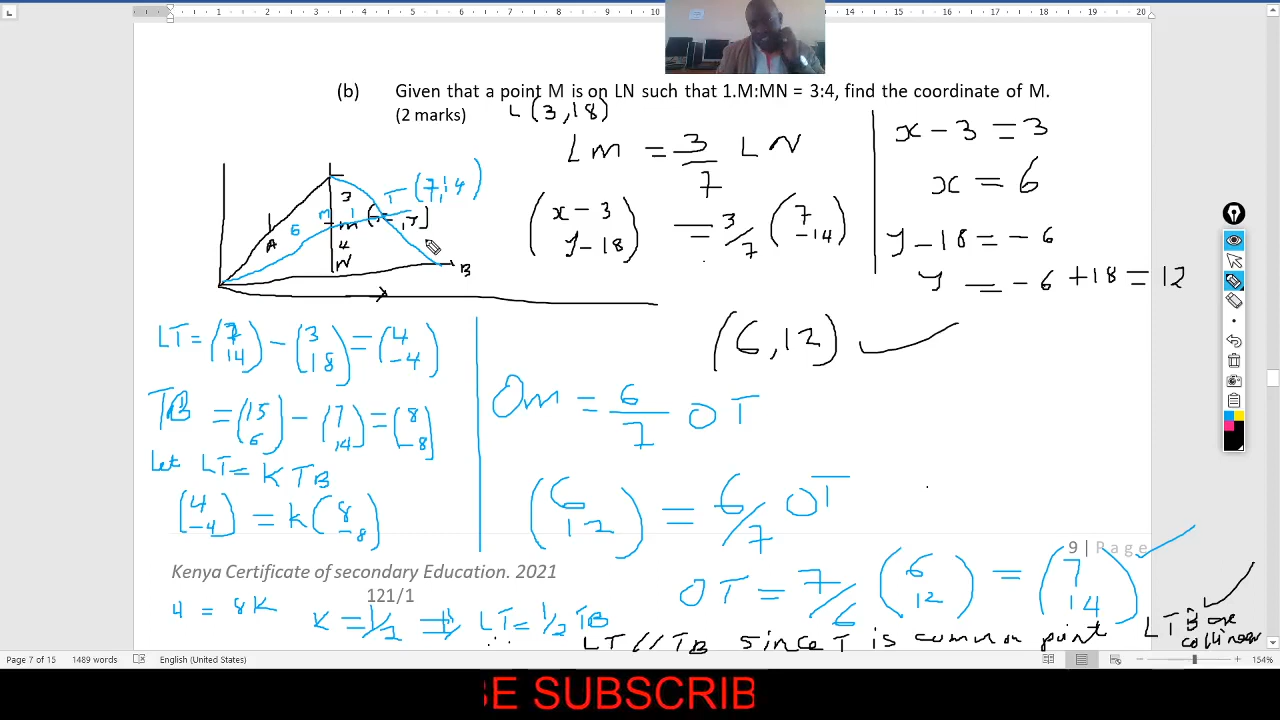 (b) Given that a point M is on LN such that 1.M:MN = 3:4, find the coordinate of M.
(2 marks)
L (3,18)
Lm = 3/7 LN
(x - 3
y - 18) = 3/7 (7
-14)
x - 3 = 3
x = 6
y - 18 = - 6
y = - 6 + 18 = 12
(6,12)
T (7,14)
3
m
6
1
m
4
N
B
LT = (7
14) - (3
18) = (4
-4)
TB = (15
6) - (7
14) = (8
-8)
Let LT = K TB
(4
-4) = K (8
-8)
4 = 8K
K = 1/2 ⇒ LT = 1/2 TB
Om = 6/7 OT
(6
12) = 6/7 OT
OT = 7/6 (6
12) = (7
14)
∴ LT // TB since T is common point
LTB are
collinear
9 | Page
Kenya Certificate of secondary Education. 2021
121/1
Page 7 of 15 1489 words English (United States) 154%
BE SUBSCRIB